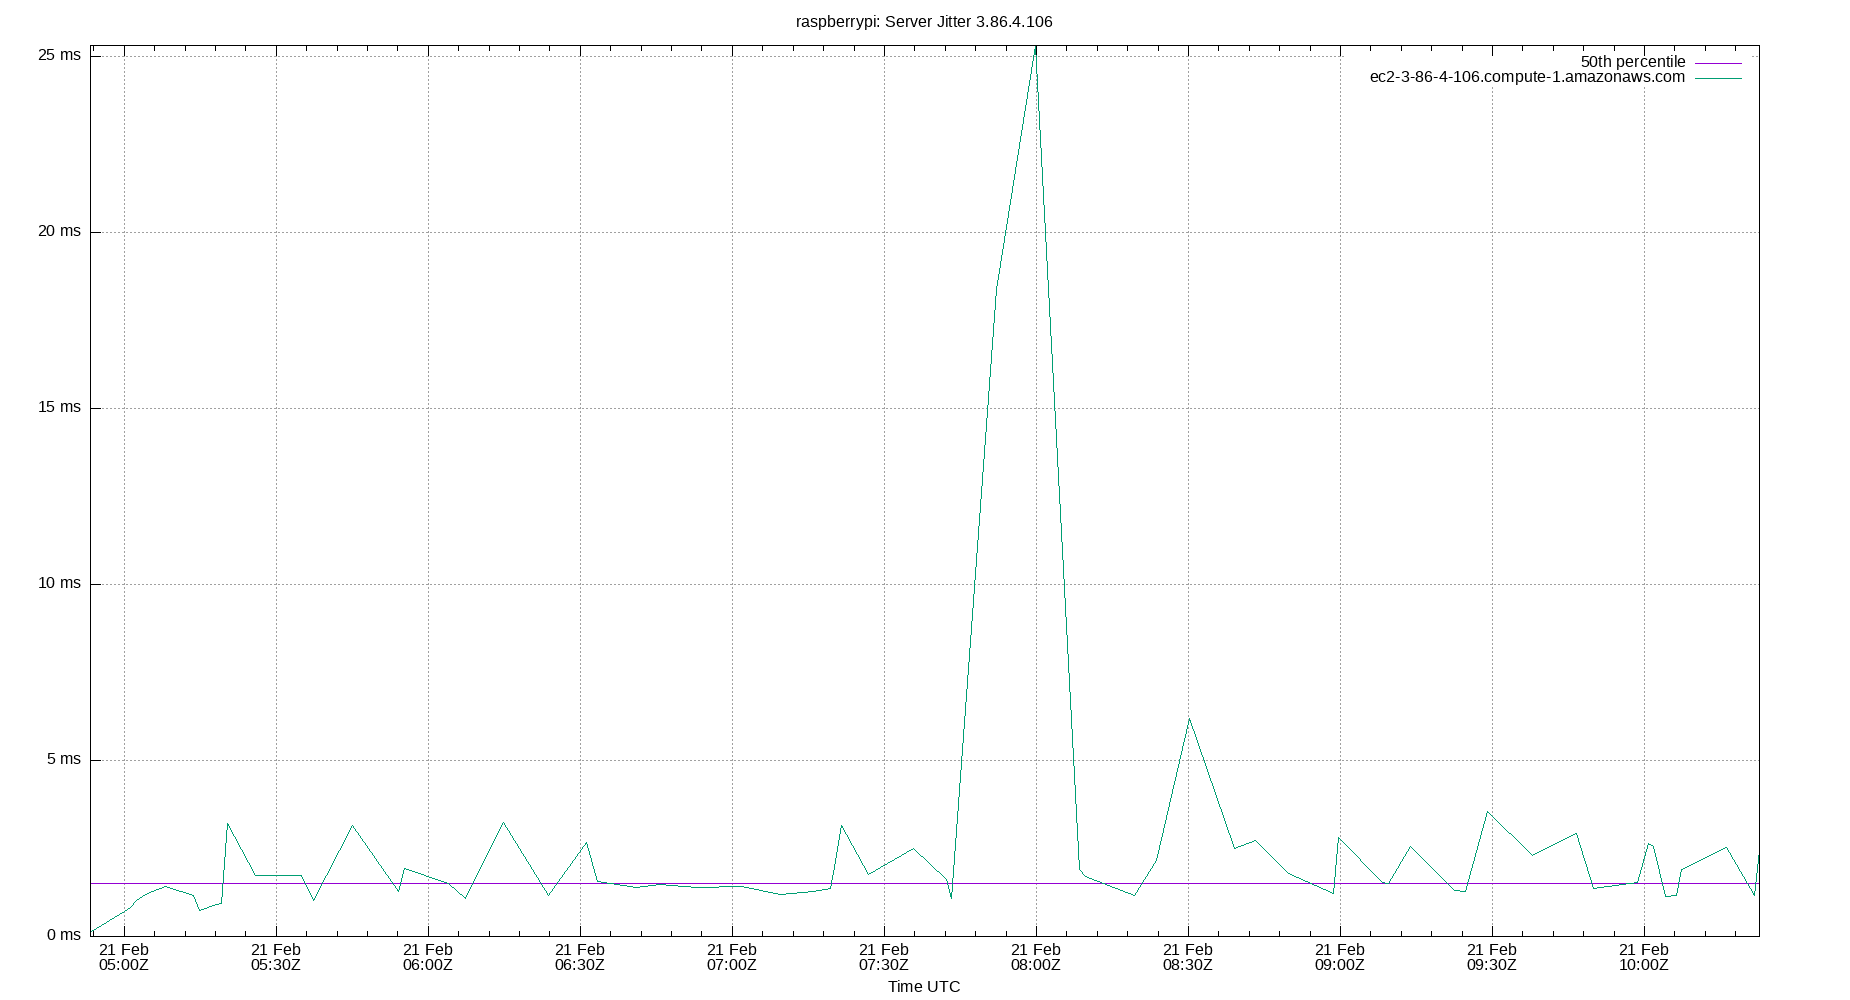 raspberrypi: Server Jitter 3.86.4.106
25 ms
20 ms
15 ms
10 ms
5 ms
0 ms
50th percentile
ec2-3-86-4-106.compute-1.amazonaws.com
21 Feb 21 Feb 21 Feb 21 Feb 21 Feb 21 Feb 21 Feb 21 Feb 21 Feb 21 Feb 21 Feb
05:00Z 05:30Z 06:00Z 06:30Z 07:00Z 07:30Z 08:00Z 08:30Z 09:00Z 09:30Z 10:00Z
Time UTC